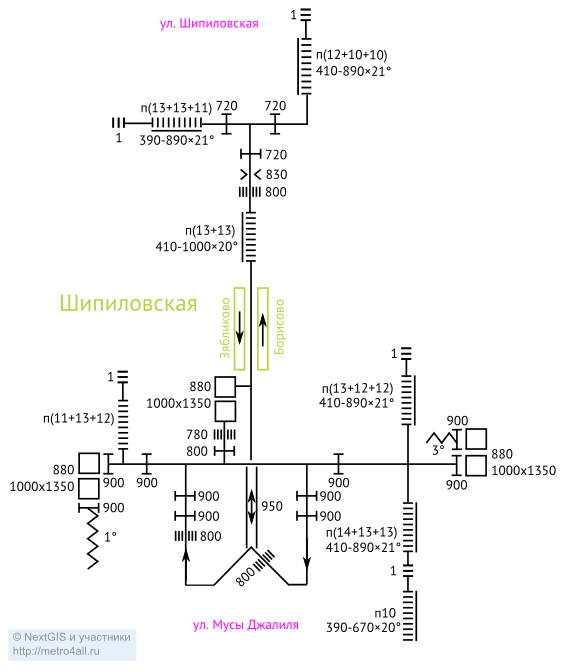 ул. Шипиловская
1
п(12+10+10)
410-890×21°
п(13+13+11)
720
720
1
390-890×21°
720
830
800
п(13+13)
410-1000×20°
Шипиловская
Зябликово
Борисово
1
880
1000x1350
п(11+13+12)
780
800
1
п(13+12+12)
410-890×21°
900
3°
880
1000x1350
900
880
1000x1350
900
900
900
900
1°
900
900
800
950
900
900
800
п(14+13+13)
410-890×21°
1
п10
390-670×20°
ул. Мусы Джалиля
© NextGIS и участники
http://metro4all.ru